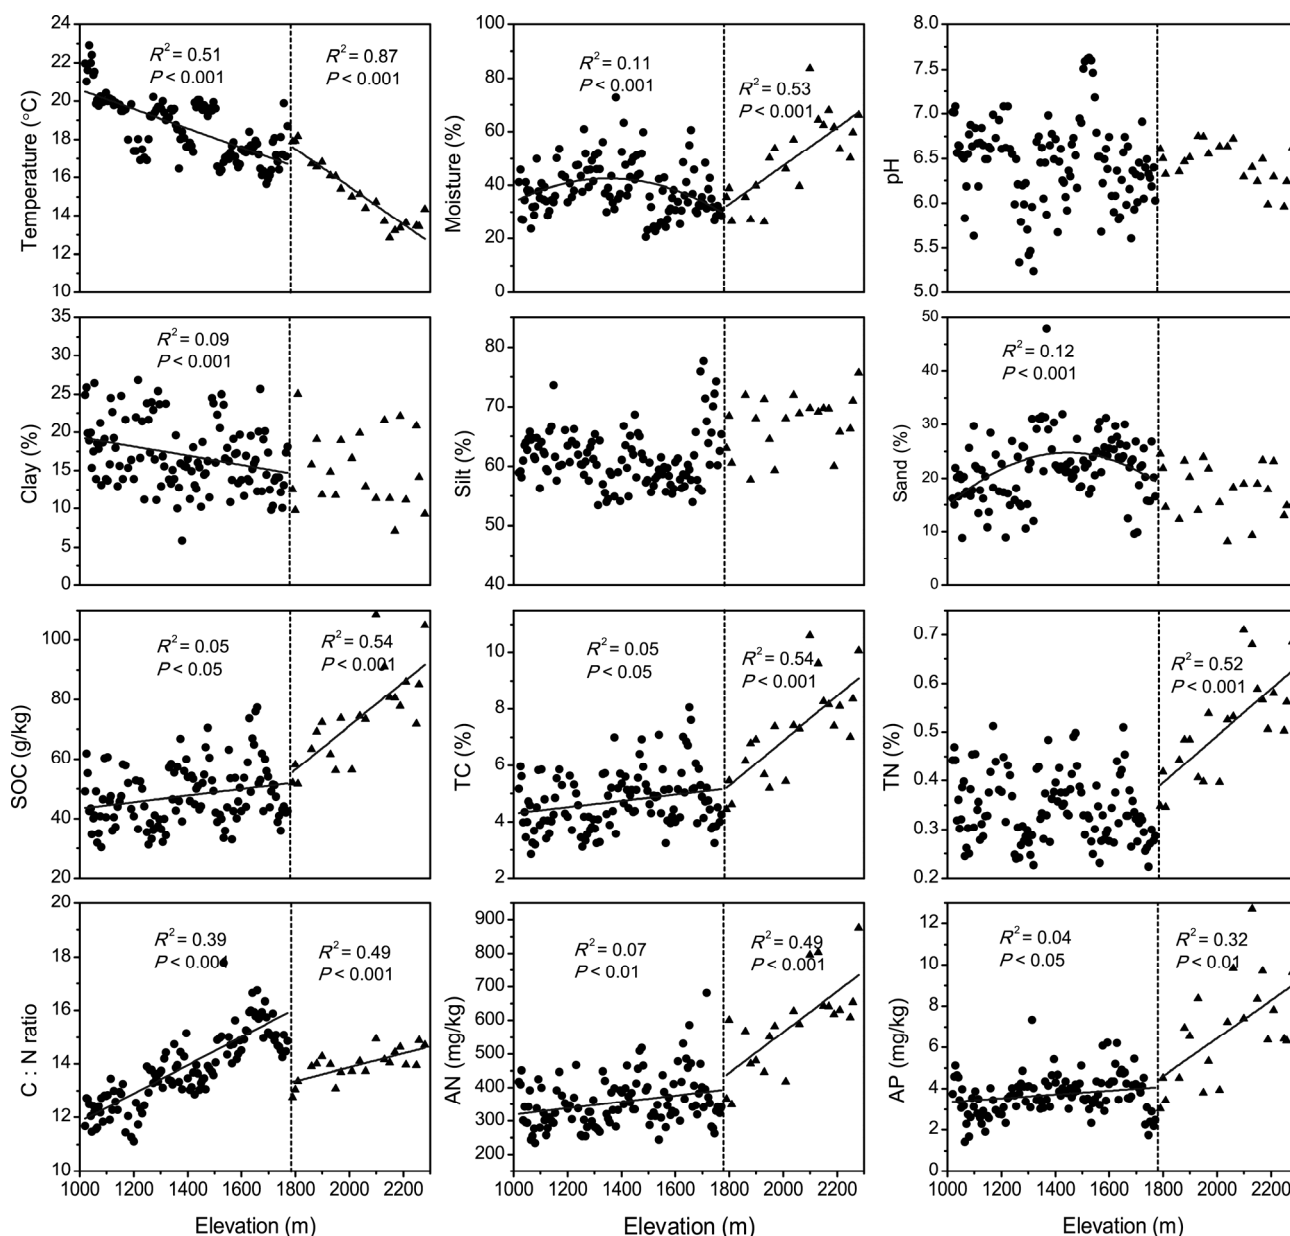 24
22
20
18
16
14
12
10
Temperature (°C)
R² = 0.51
P < 0.001
R² = 0.87
P < 0.001
100
80
60
40
20
0
Moisture (%)
R² = 0.11
P < 0.001
R² = 0.53
P < 0.001
8.0
7.5
7.0
6.5
6.0
5.5
5.0
pH
35
30
25
20
15
10
5
0
Clay (%)
R² = 0.09
P < 0.001
85
80
70
60
50
40
Silt (%)
50
40
30
20
10
0
Sand (%)
R² = 0.12
P < 0.001
100
80
60
40
20
SOC (g/kg)
R² = 0.05
P < 0.05
R² = 0.54
P < 0.001
10
8
6
4
2
TC (%)
R² = 0.05
P < 0.05
R² = 0.54
P < 0.001
0.7
0.6
0.5
0.4
0.3
0.2
TN (%)
R² = 0.52
P < 0.001
20
18
16
14
12
10
C : N ratio
R² = 0.39
R² = 0.49
P < 0.001
900
800
700
600
500
400
300
200
AN (mg/kg)
R² = 0.07
P < 0.01
R² = 0.49
P < 0.001
12
10
8
6
4
2
0
AP (mg/kg)
R² = 0.04
P < 0.05
R² = 0.32
P < 0.01
1000 1200 1400 1600 1800 2000 2200
Elevation (m)
1000 1200 1400 1600 1800 2000 2200
Elevation (m)
1000 1200 1400 1600 1800 2000 2200
Elevation (m)